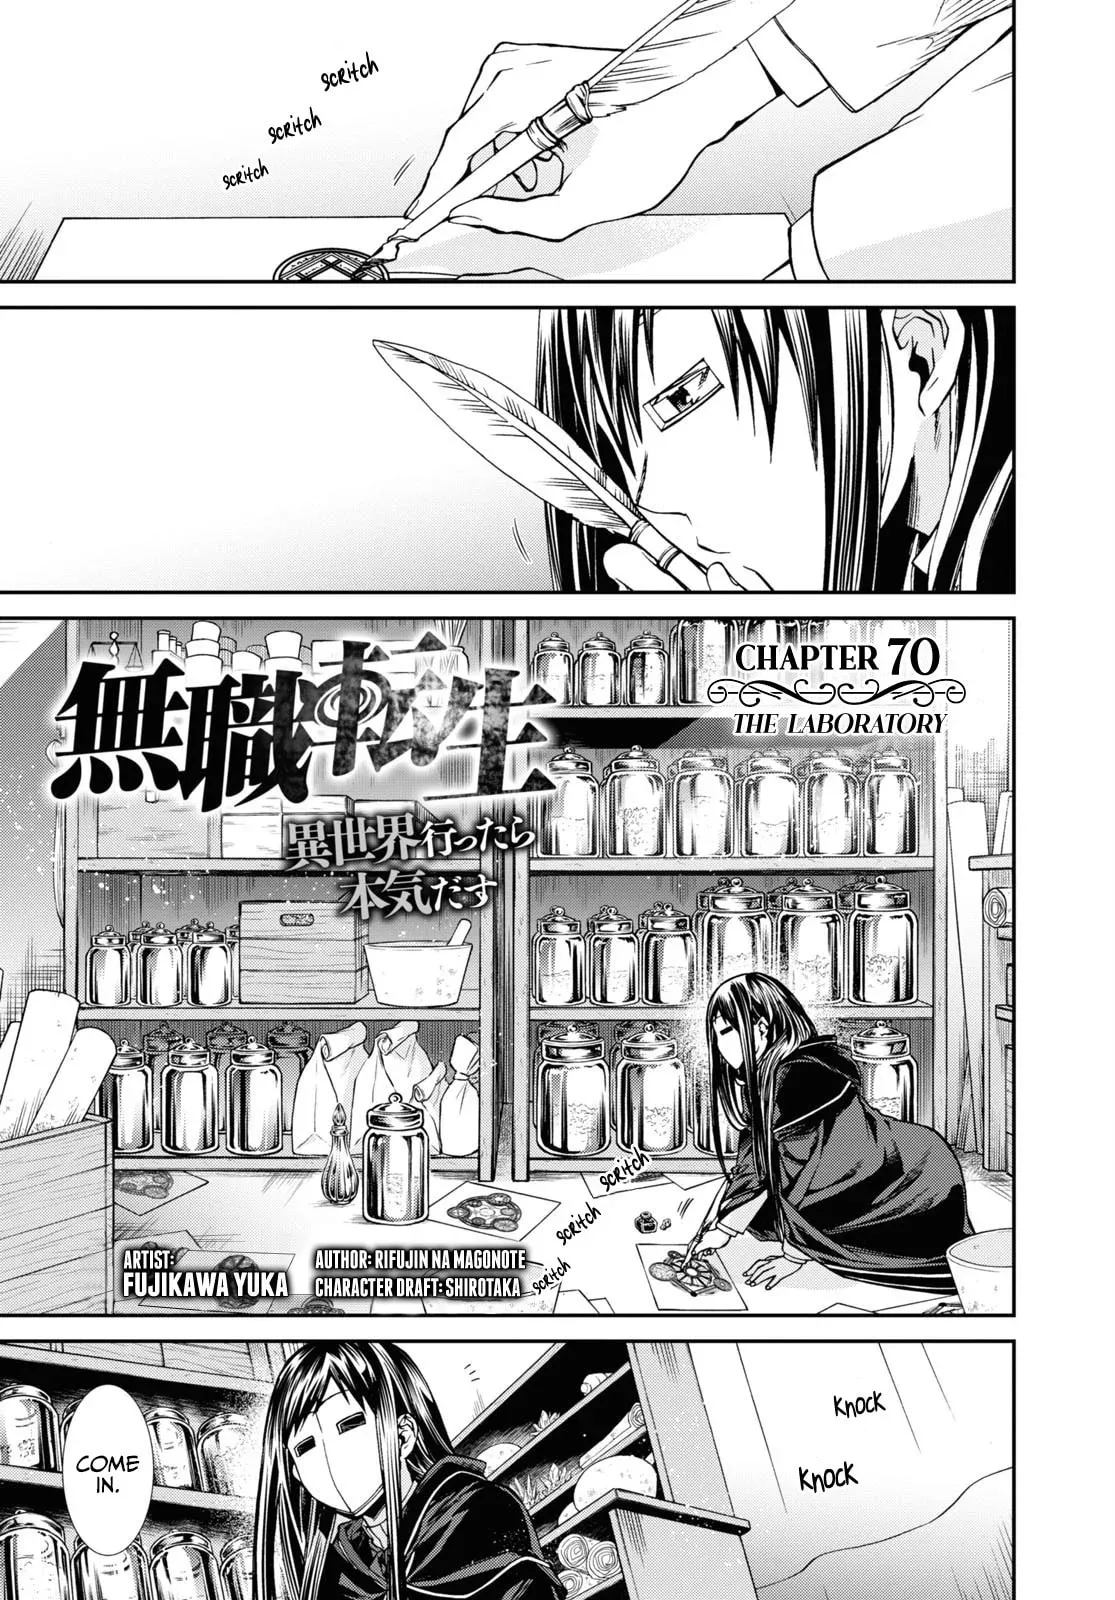 SCRITCH
SCRITCH
SCRITCH
無職転生
異世界行ったら
本気だす
CHAPTER 70
THE LABORATORY
SCRITCH
SCRITCH
SCRITCH
ARTIST:
FUJIKAWA YUKA
AUTHOR: RIFUJIN NA MAGONOTE
CHARACTER DRAFT: SHIROTAKA
KNOCK
KNOCK
COME
IN.